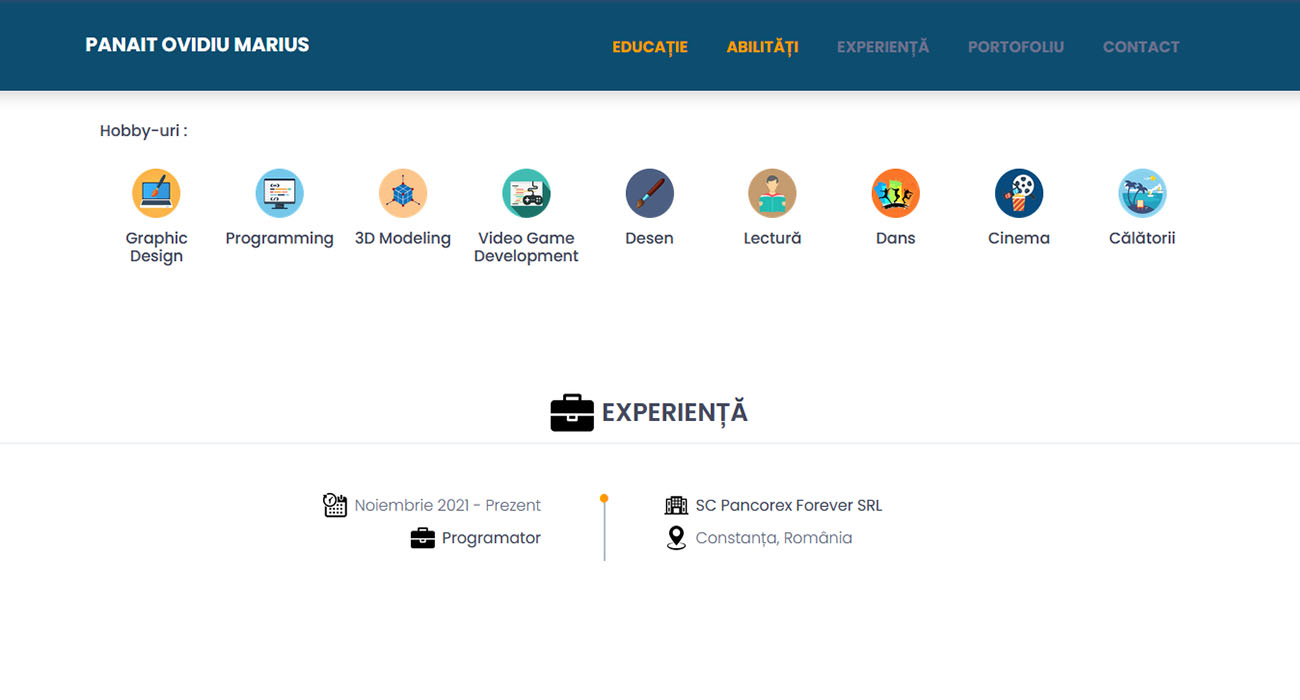 PANAIT OVIDIU MARIUS
EDUCAȚIE ABILITĂȚI EXPERIENȚĂ PORTOFOLIU CONTACT
Hobby-uri :
Graphic
Design
Programming
3D Modeling
Video Game
Development
Desen
Lectură
Dans
Cinema
Călătorii
EXPERIENȚĂ
Noiembrie 2021 - Prezent
Programator
SC Pancorex Forever SRL
Constanța, România